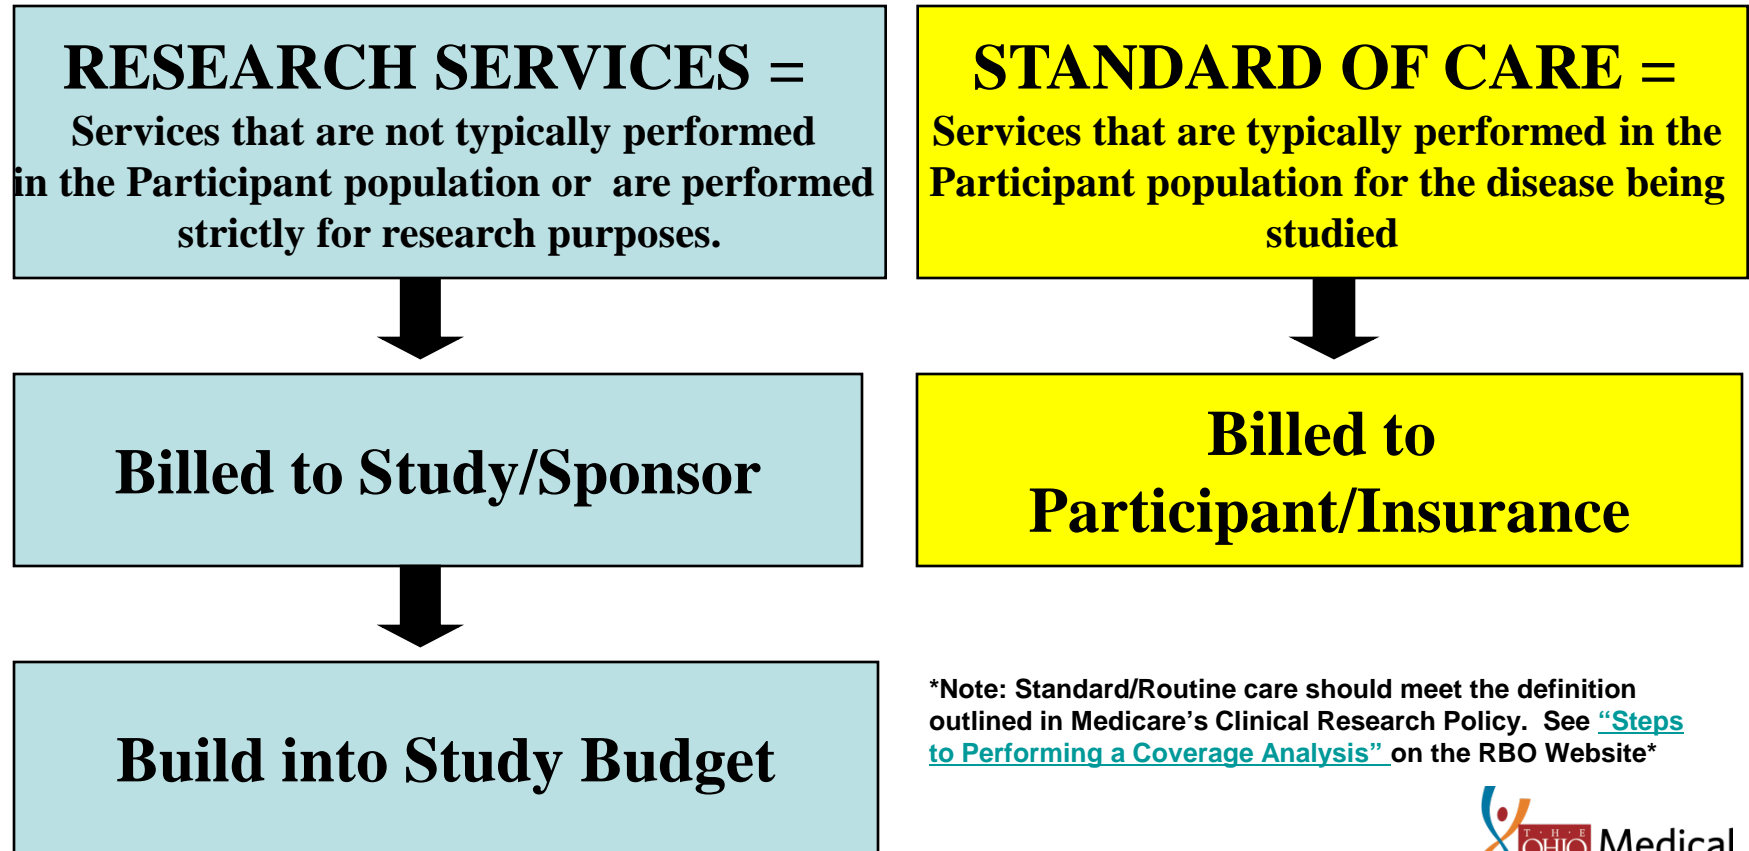 RESEARCH SERVICES =
Services that are not typically performed
in the Participant population or are performed
strictly for research purposes.
STANDARD OF CARE =
Services that are typically performed in the
Participant population for the disease being
studied
Billed to Study/Sponsor
Billed to
Participant/Insurance
Build into Study Budget
*Note: Standard/Routine care should meet the definition
outlined in Medicare’s Clinical Research Policy. See “Steps
to Performing a Coverage Analysis” on the RBO Website*
T · H · E
OHIO
Medical